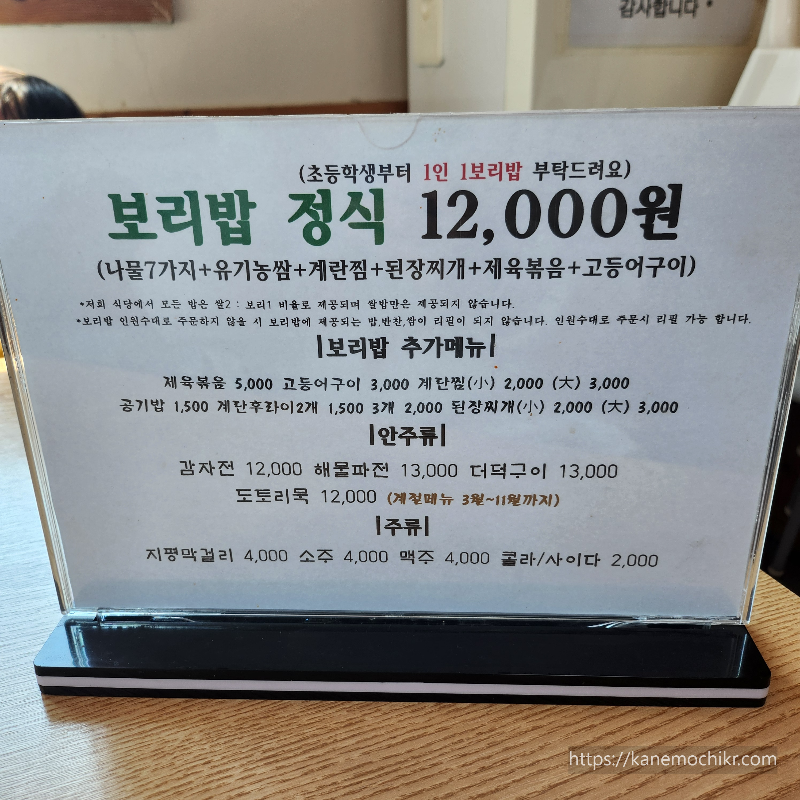 감사합니다
(초등학생부터 1인 1보리밥 부탁드려요)
보리밥 정식 12,000원
(나물7가지+유기농쌈+계란찜+된장찌개+제육볶음+고등어구이)
*저희 식당에서 모든 밥은 쌀2 : 보리1 비율로 제공되며 쌀밥만은 제공되지 않습니다.
*보리밥 인원수대로 주문하지 않을 시 보리밥에 제공되는 밥,반찬,쌈이 리필이 되지 않습니다. 인원수대로 주문시 리필 가능 합니다.
|보리밥 추가메뉴|
제육볶음 5,000 고등어구이 3,000 계란찜(小) 2,000 (大) 3,000
공기밥 1,500 계란후라이2개 1,500 3개 2,000 된장찌개(小) 2,000 (大) 3,000
|안주류|
감자전 12,000 해물파전 13,000 더덕구이 13,000
도토리묵 12,000 (계절메뉴 3월~11월까지)
|주류|
지평막걸리 4,000 소주 4,000 맥주 4,000 콜라/사이다 2,000
https://kanemochikr.com